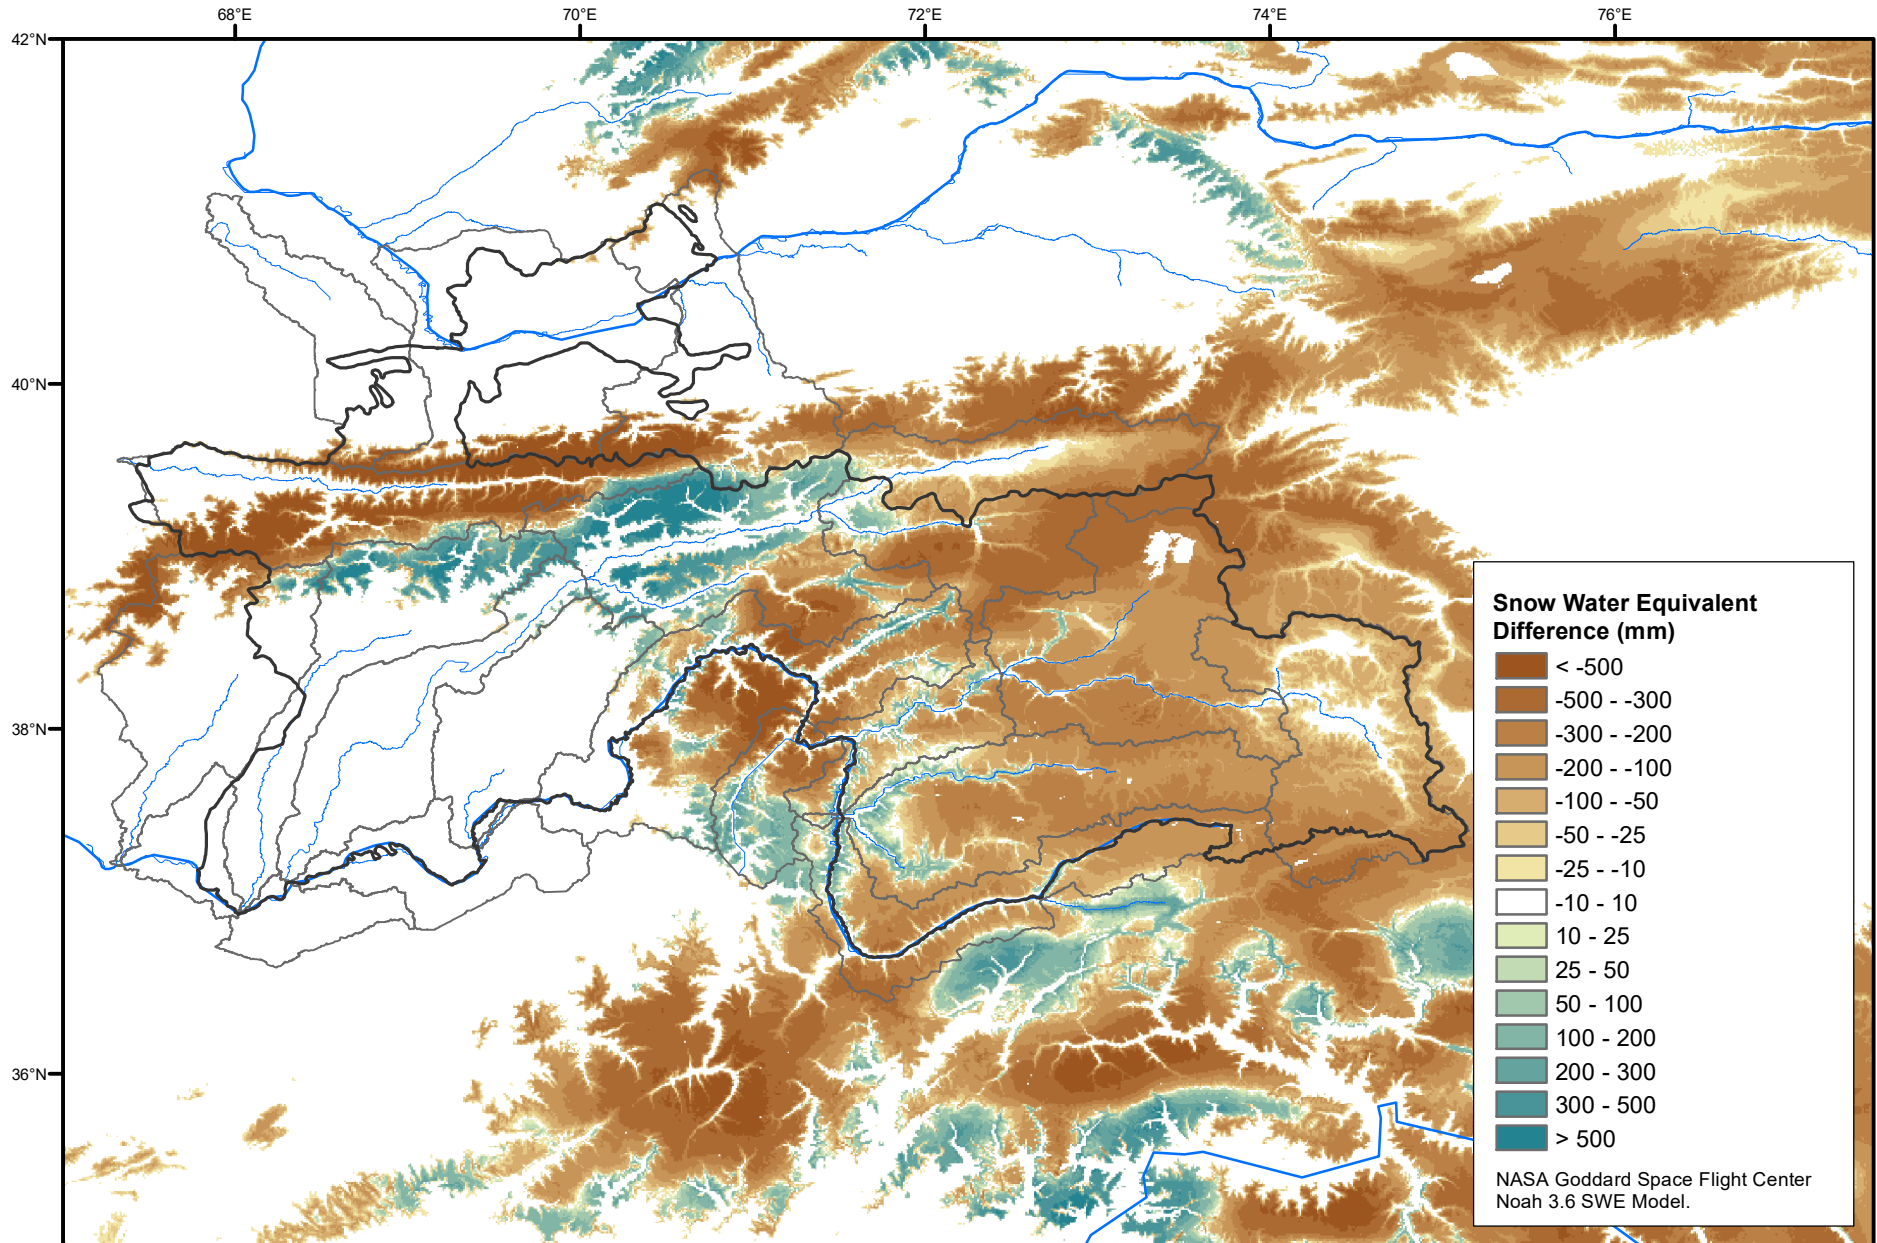 68°E 70°E 72°E 74°E 76°E
42°N
40°N
38°N
36°N
Snow Water Equivalent
Difference (mm)
< -500
-500 - -300
-300 - -200
-200 - -100
-100 - -50
-50 - -25
-25 - -10
-10 - 10
10 - 25
25 - 50
50 - 100
100 - 200
200 - 300
300 - 500
> 500
NASA Goddard Space Flight Center
Noah 3.6 SWE Model.